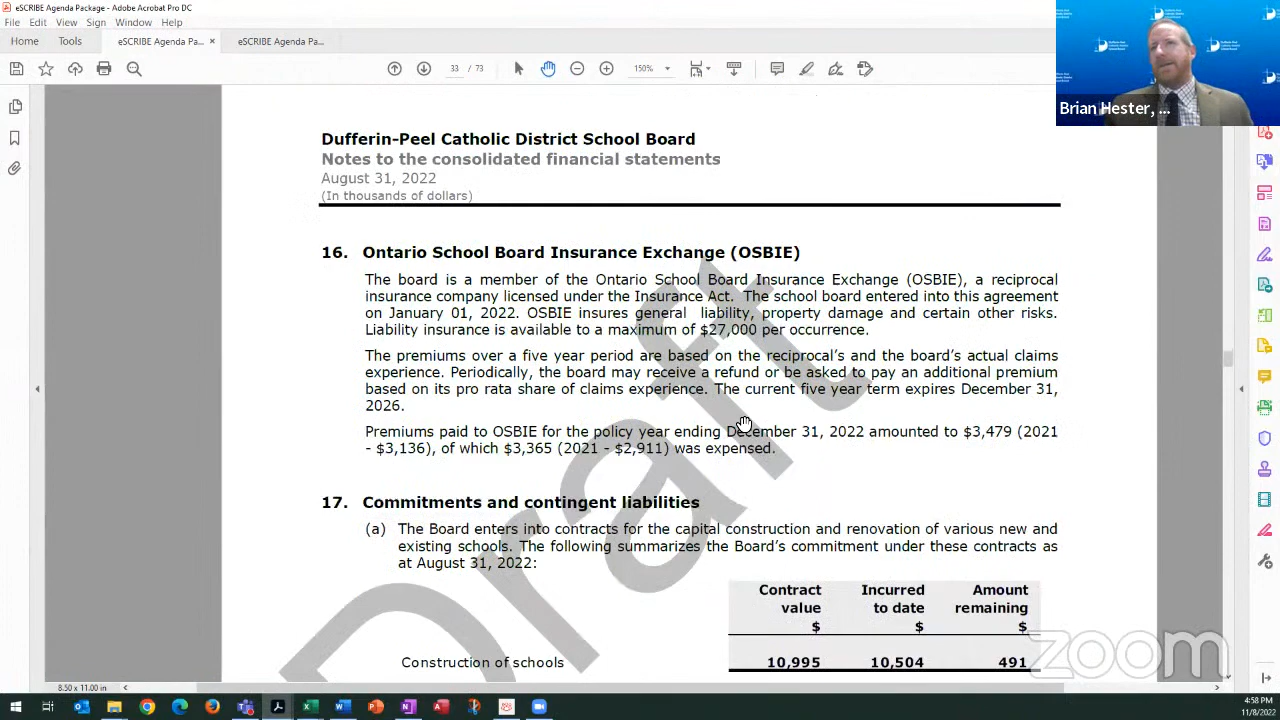 eSCRIBE Agenda Package - Adobe Acrobat Pro DC
File Edit View Sign Window Help
Home Tools eSCRIBE Agenda Pa... × eSCRIBE Agenda Pa...
33 / 73 150%
Brian Hester, ...
Dufferin-Peel Catholic District School Board
Notes to the consolidated financial statements
August 31, 2022
(In thousands of dollars)
16. Ontario School Board Insurance Exchange (OSBIE)
The board is a member of the Ontario School Board Insurance Exchange (OSBIE), a reciprocal
insurance company licensed under the Insurance Act. The school board entered into this agreement
on January 01, 2022. OSBIE insures general liability, property damage and certain other risks.
Liability insurance is available to a maximum of $27,000 per occurrence.
The premiums over a five year period are based on the reciprocal's and the board's actual claims
experience. Periodically, the board may receive a refund or be asked to pay an additional premium
based on its pro rata share of claims experience. The current five year term expires December 31,
2026.
Premiums paid to OSBIE for the policy year ending December 31, 2022 amounted to $3,479 (2021
- $3,136), of which $3,365 (2021 - $2,911) was expensed.
17. Commitments and contingent liabilities
(a) The Board enters into contracts for the capital construction and renovation of various new and
existing schools. The following summarizes the Board's commitment under these contracts as
at August 31, 2022:
Contract Incurred Amount
value to date remaining
$ $ $
Construction of schools 10,995 10,504 491
Draft
zoom
8.50 x 11.00 in
4:58 PM
11/8/2022